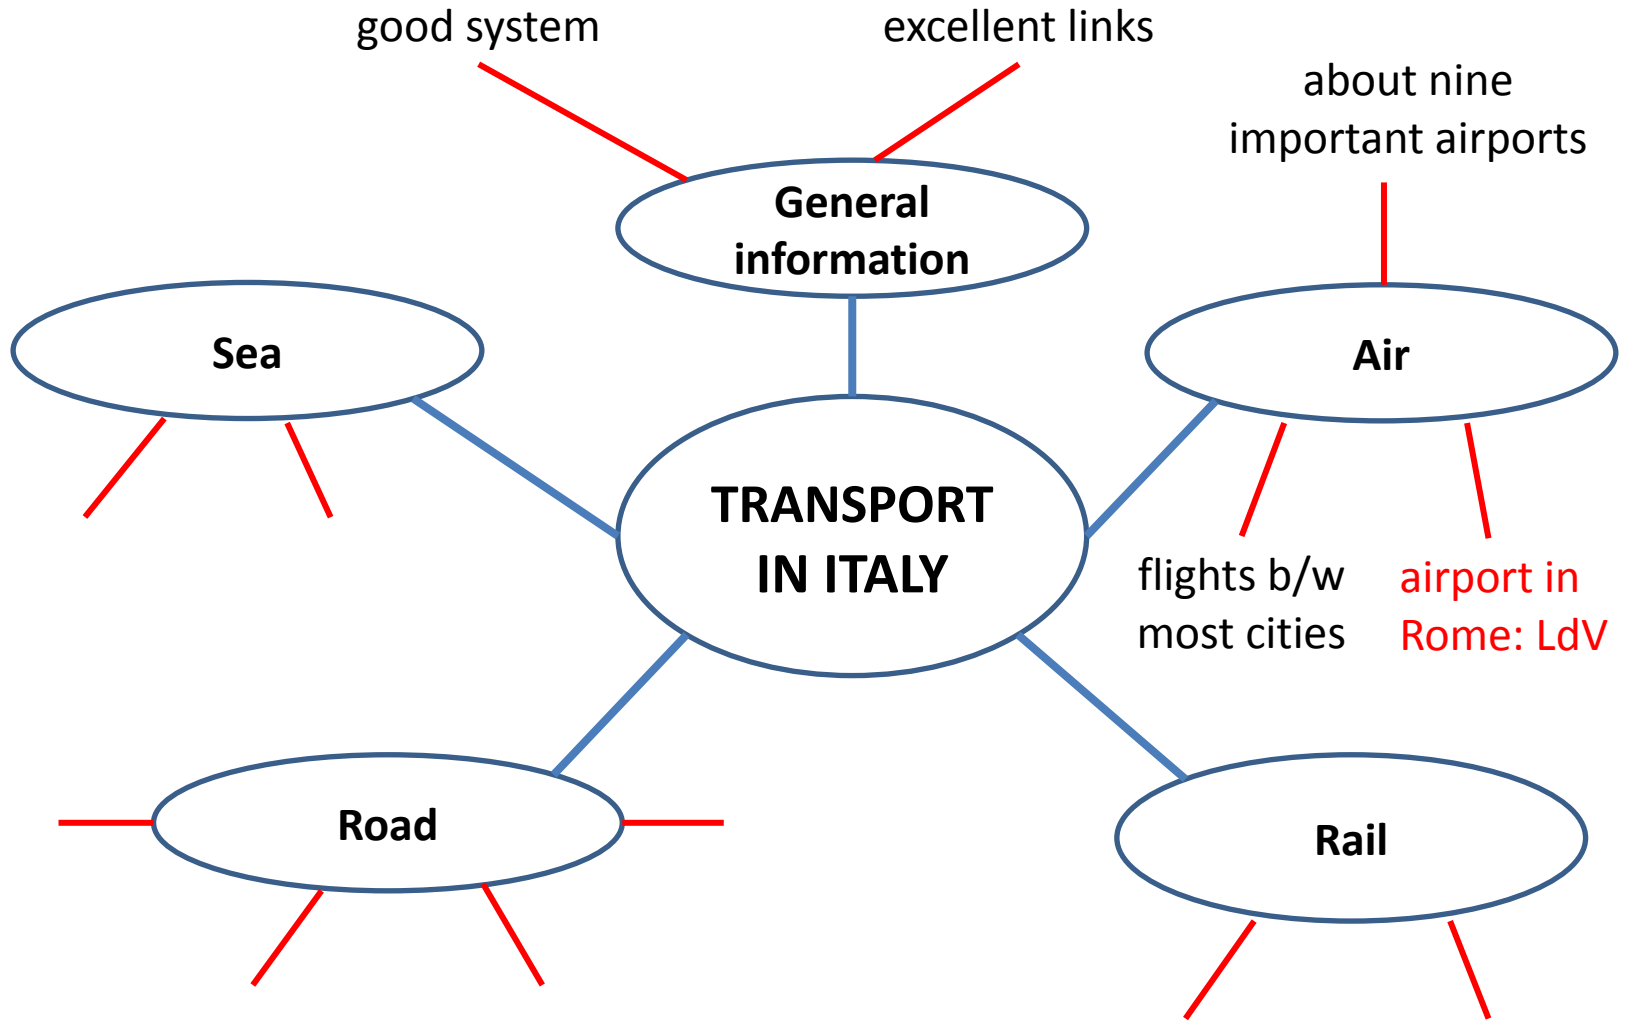 good system
excellent links
about nine
important airports
General
information
Sea
Air
TRANSPORT
IN ITALY
flights b/w
most cities
airport in
Rome: LdV
Road
Rail